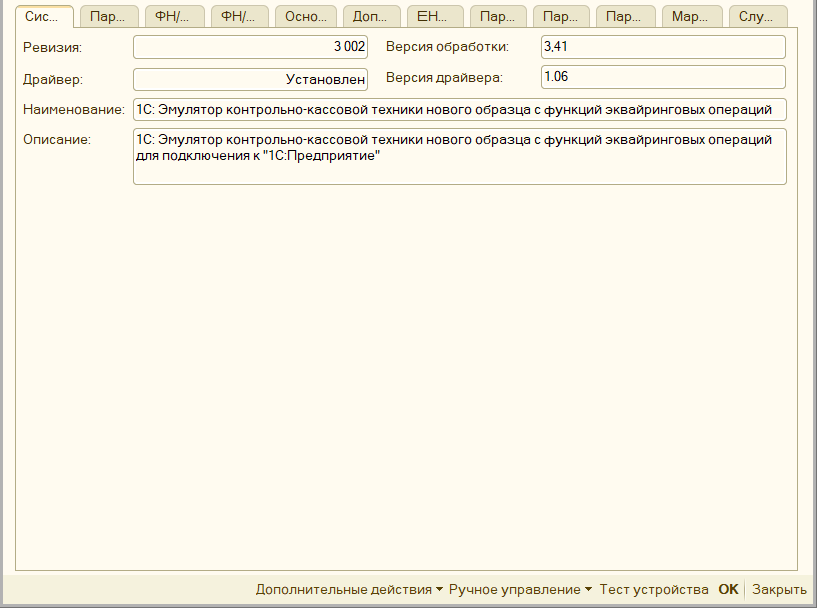 Сис... Пар... ФН/... ФН/... Осно... Доп... ЕН... Пар... Пар... Пар... Мар... Слу...
Ревизия: 3 002 Версия обработки: 3,41
Драйвер: Установлен Версия драйвера: 1.06
Наименование: 1С: Эмулятор контрольно-кассовой техники нового образца с функций эквайринговых операций
Описание: 1С: Эмулятор контрольно-кассовой техники нового образца с функций эквайринговых операций
для подключения к "1С:Предприятие"
Дополнительные действия Ручное управление Тест устройства ОК Закрыть